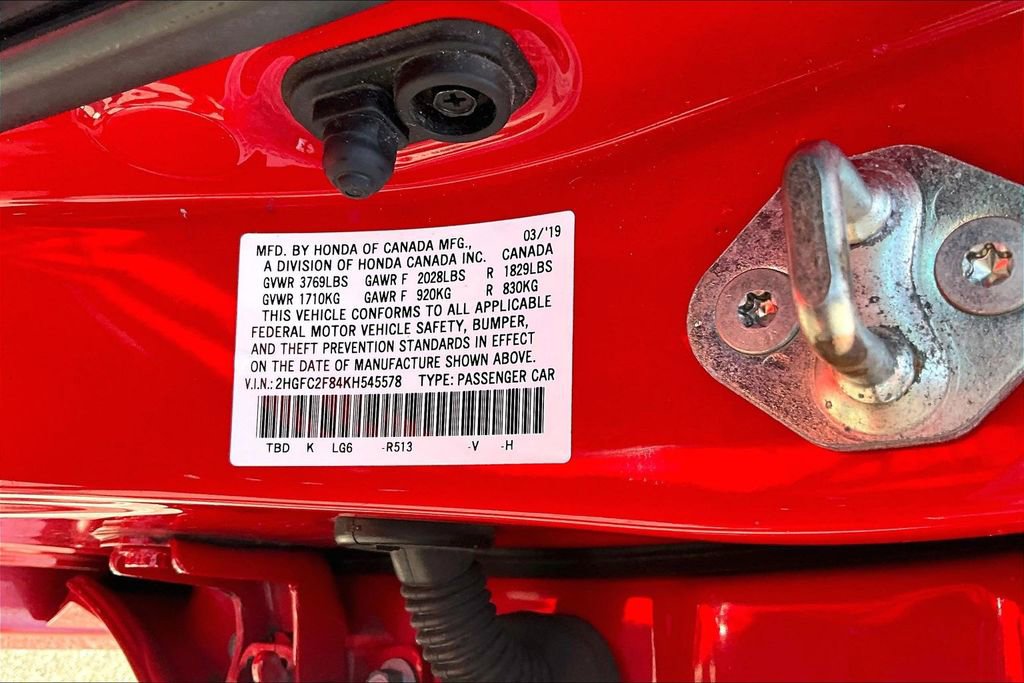 MFD. BY HONDA OF CANADA MFG., 03/'19
A DIVISION OF HONDA CANADA INC. CANADA
GVWR 3769LBS GAWR F 2028LBS R 1829LBS
GVWR 1710KG GAWR F 920KG R 830KG
THIS VEHICLE CONFORMS TO ALL APPLICABLE
FEDERAL MOTOR VEHICLE SAFETY, BUMPER,
AND THEFT PREVENTION STANDARDS IN EFFECT
ON THE DATE OF MANUFACTURE SHOWN ABOVE.
V.I.N.: 2HGFC2F84KH545578 TYPE: PASSENGER CAR
TBD K LG6 -R513 -V -H